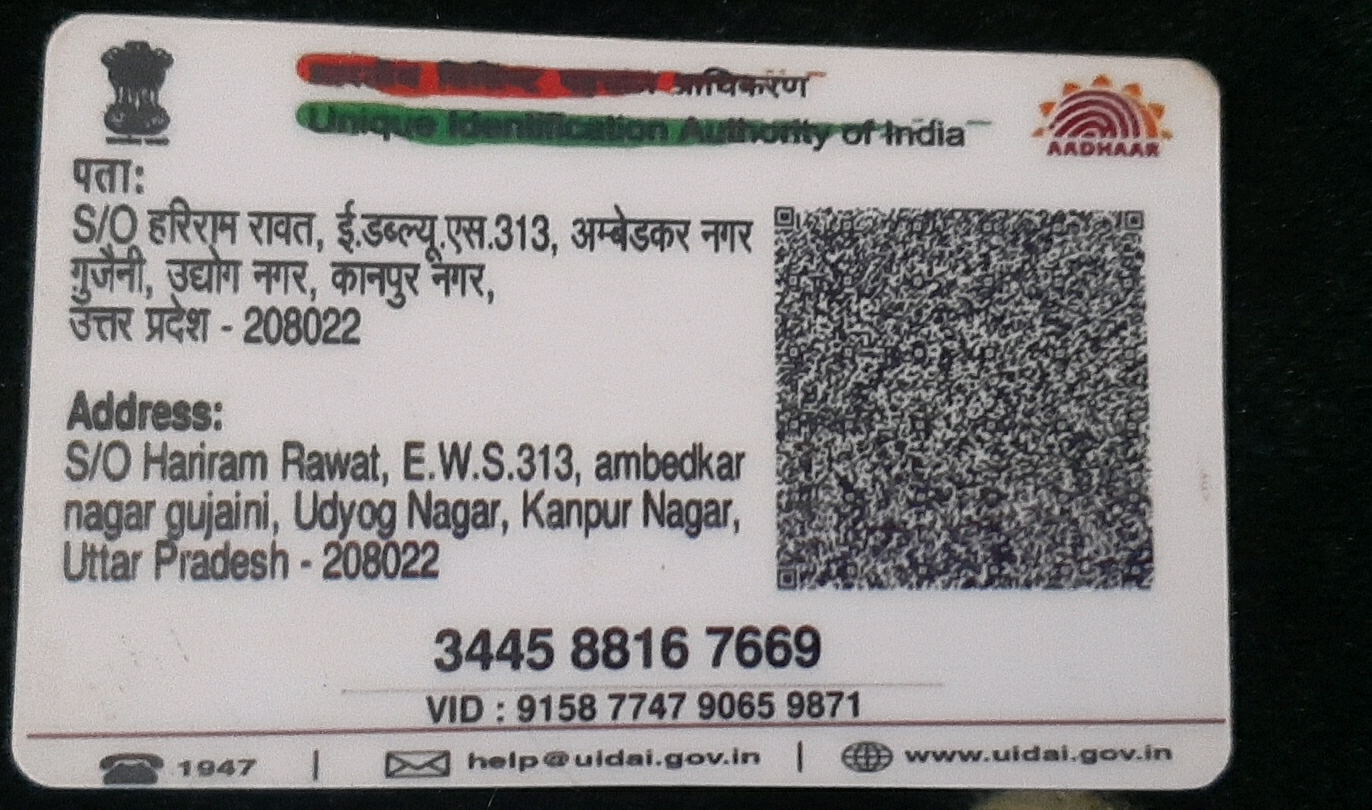 प्राधिकरण
Unique Identification Authority of India
AADHAAR
पता:
S/O हरिराम रावत, ई.डब्ल्यू.एस.313, अम्बेडकर नगर
गुजैनी, उद्योग नगर, कानपुर नगर,
उत्तर प्रदेश - 208022
Address:
S/O Hariram Rawat, E.W.S.313, ambedkar
nagar gujaini, Udyog Nagar, Kanpur Nagar,
Uttar Pradesh - 208022
3445 8816 7669
VID : 9158 7747 9065 9871
1947 | help@uidai.gov.in | www.uidai.gov.in